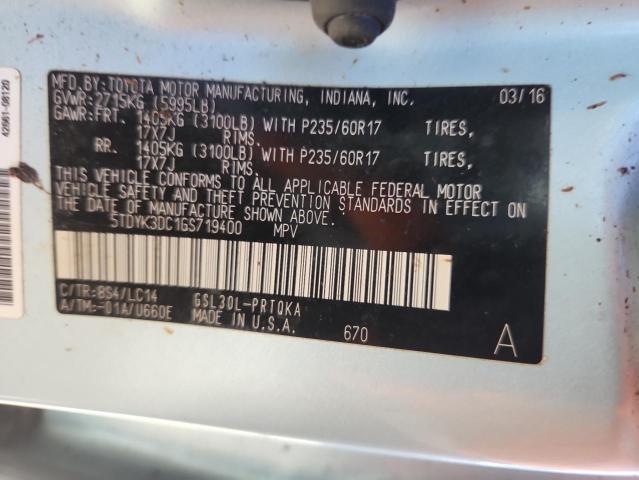 MFD.BY:TOYOTA MOTOR MANUFACTURING, INDIANA, INC. 03/16
GVWR:2715KG (5995LB)
GAWR:FRT. 1405KG (3100LB) WITH P235/60R17 TIRES,
17X7J RIMS.
RR. 1405KG (3100LB) WITH P235/60R17 TIRES,
17X7J RIMS.
THIS VEHICLE CONFORMS TO ALL APPLICABLE FEDERAL MOTOR
VEHICLE SAFETY AND THEFT PREVENTION STANDARDS IN EFFECT ON
THE DATE OF MANUFACTURE SHOWN ABOVE.
5TDYK3DC1GS719400 MPV
C/TR:8S4/LC14 GSL30L-PRTQKA
A/TM:-01A/U660E MADE IN U.S.A. 670 A
42661-08120